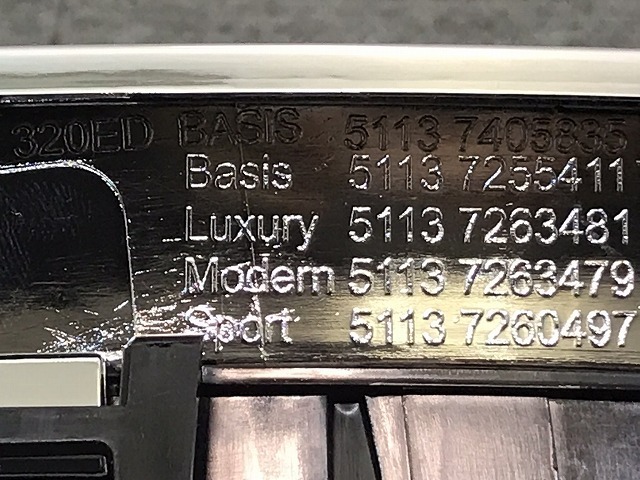 320ED BASIS 5113 7405835
Basis 5113 7255411
Luxury 5113 7263481
Modern 5113 7263479
Sport 5113 7260497